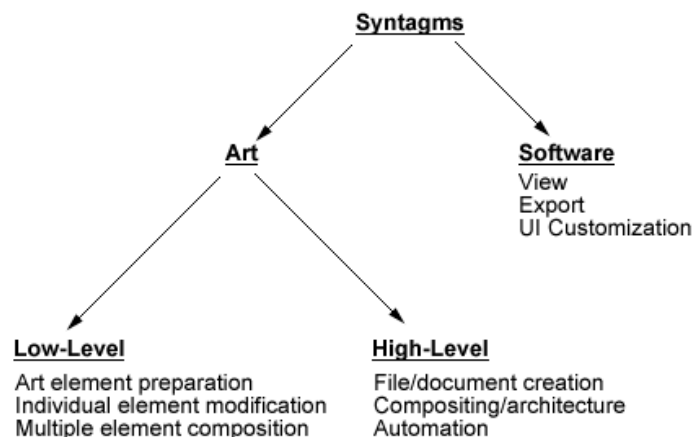 Syntagms
Art
Software
View
Export
UI Customization
Low-Level
Art element preparation
Individual element modification
Multiple element composition
High-Level
File/document creation
Compositing/architecture
Automation